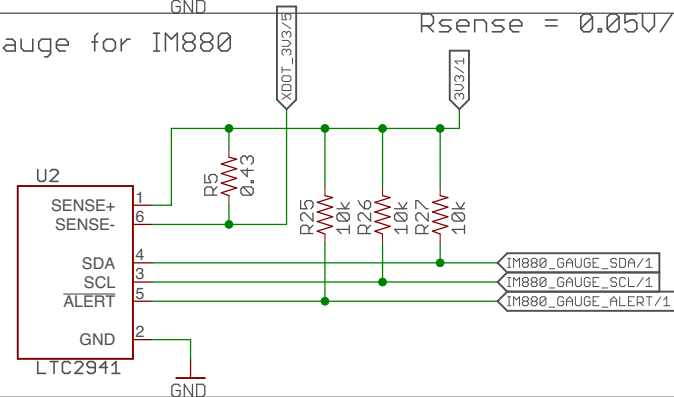 GND
auge for IM880
Rsense = 0.05V/
XDOT_3V3/5
3V3/1
U2
R5
0.43
R25
10k
R26
10k
R27
10k
SENSE+ 1
SENSE- 6
SDA 4
SCL 3
ALERT 5
GND 2
IM880_GAUGE_SDA/1
IM880_GAUGE_SCL/1
IM880_GAUGE_ALERT/1
LTC2941
GND